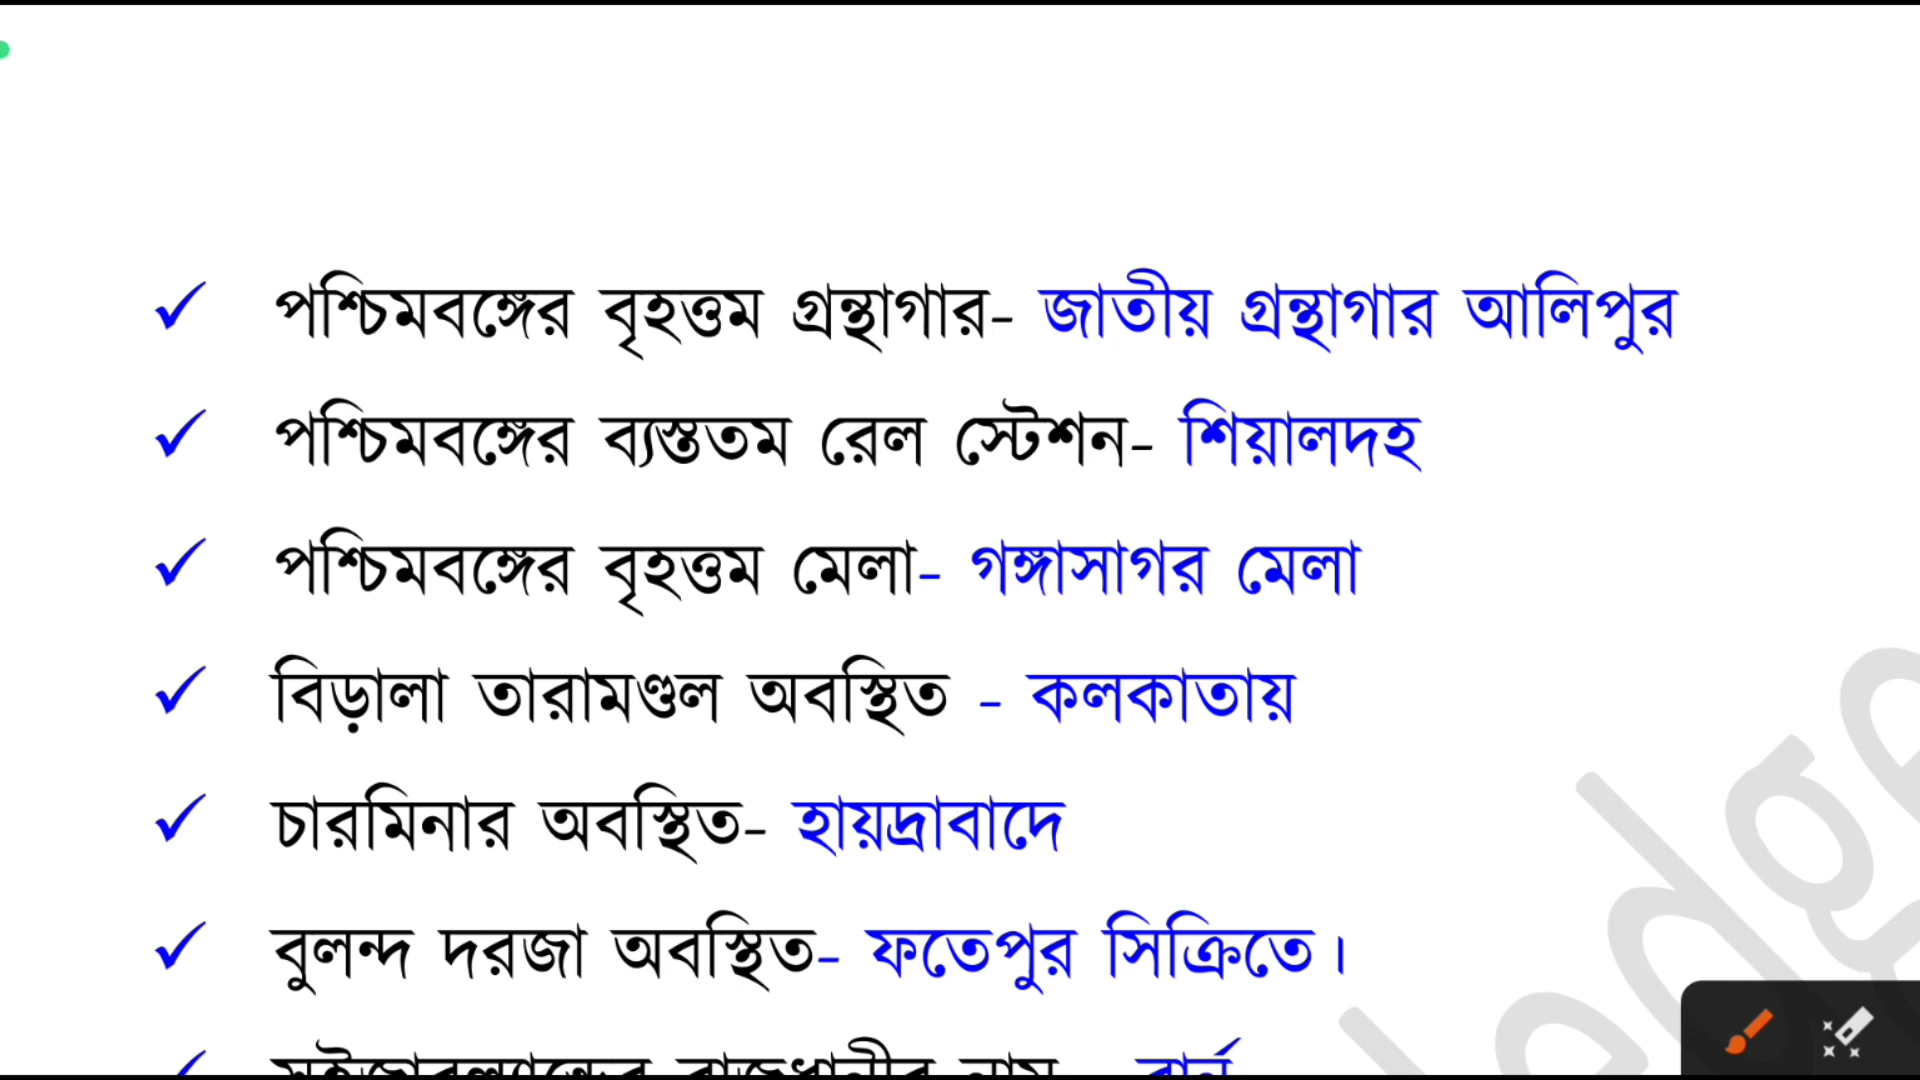 ✓ পশ্চিমবঙ্গের বৃহত্তম গ্রন্থাগার- জাতীয় গ্রন্থাগার আলিপুর
✓ পশ্চিমবঙ্গের ব্যস্ততম রেল স্টেশন- শিয়ালদহ
✓ পশ্চিমবঙ্গের বৃহত্তম মেলা- গঙ্গাসাগর মেলা
✓ বিড়ালা তারামণ্ডল অবস্থিত - কলকাতায়
✓ চারমিনার অবস্থিত- হায়দ্রাবাদে
✓ বুলন্দ দরজা অবস্থিত- ফতেপুর সিক্রিতে।